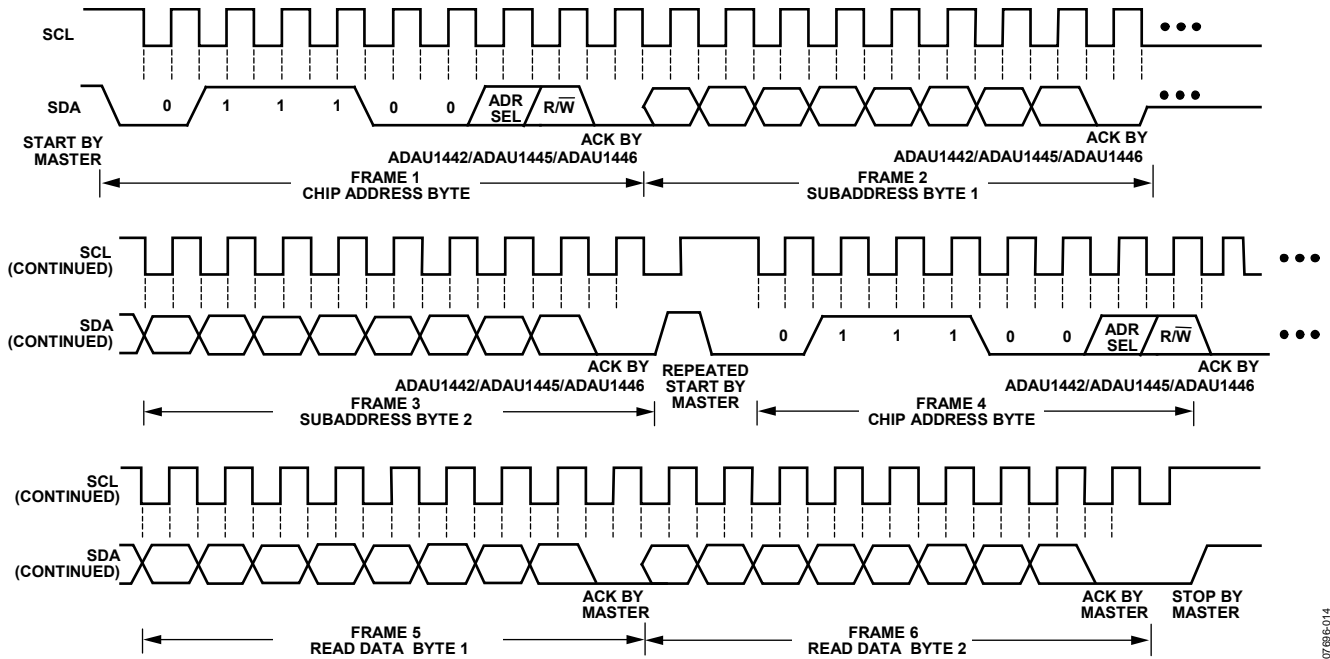 SCL
SDA
0 1 1 1 0 0 ADR SEL R/W̅
START BY
MASTER
ACK BY
ADAU1442/ADAU1445/ADAU1446
ACK BY
ADAU1442/ADAU1445/ADAU1446
FRAME 1
CHIP ADDRESS BYTE
FRAME 2
SUBADDRESS BYTE 1
SCL
(CONTINUED)
SDA
(CONTINUED)
0 1 1 1 0 0 ADR SEL R/W̅
ACK BY
ADAU1442/ADAU1445/ADAU1446
REPEATED
START BY
MASTER
ACK BY
ADAU1442/ADAU1445/ADAU1446
FRAME 3
SUBADDRESS BYTE 2
FRAME 4
CHIP ADDRESS BYTE
SCL
(CONTINUED)
SDA
(CONTINUED)
ACK BY
MASTER
ACK BY
MASTER
STOP BY
MASTER
FRAME 5
READ DATA BYTE 1
FRAME 6
READ DATA BYTE 2
07696-014